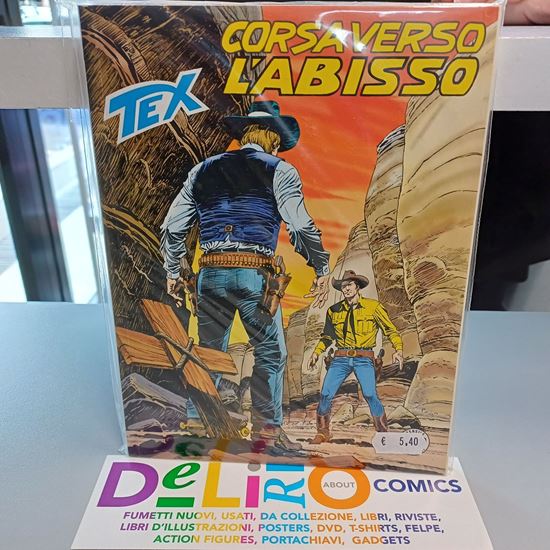 CORSA VERSO
L'ABISSO
TEX
€ 5,40
DeLiRiO
ABOUT
COMICS
FUMETTI NUOVI, USATI, DA COLLEZIONE, LIBRI, RIVISTE,
LIBRI D'ILLUSTRAZIONI, POSTERS, DVD, T-SHIRTS, FELPE,
ACTION FIGURES, PORTACHIAVI, GADGETS